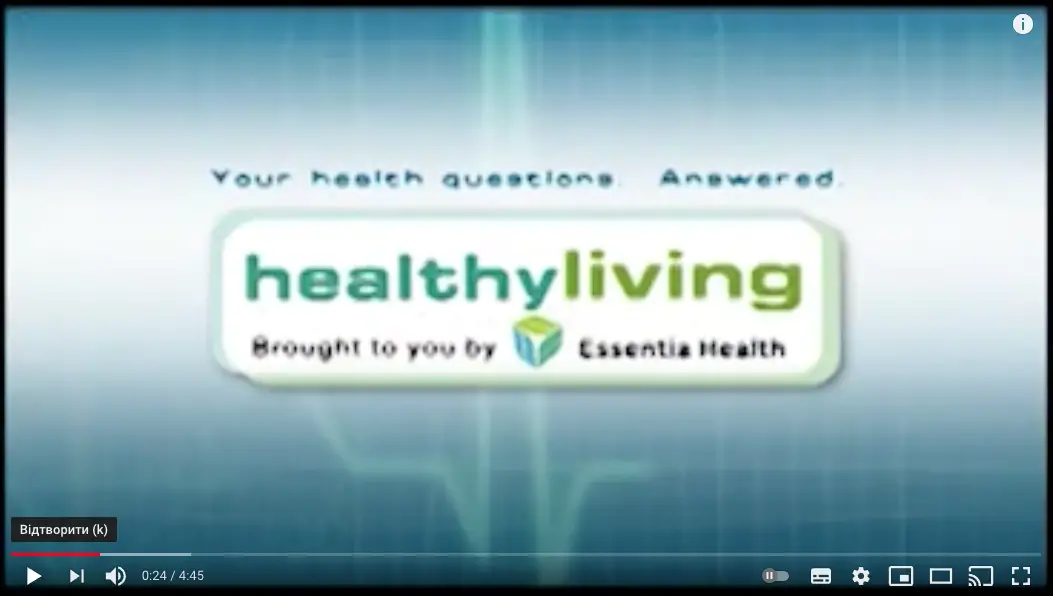 Your health questions. Answered.
healthyliving
Brought to you by Essentia Health
Відтворити (k)
0:24 / 4:45